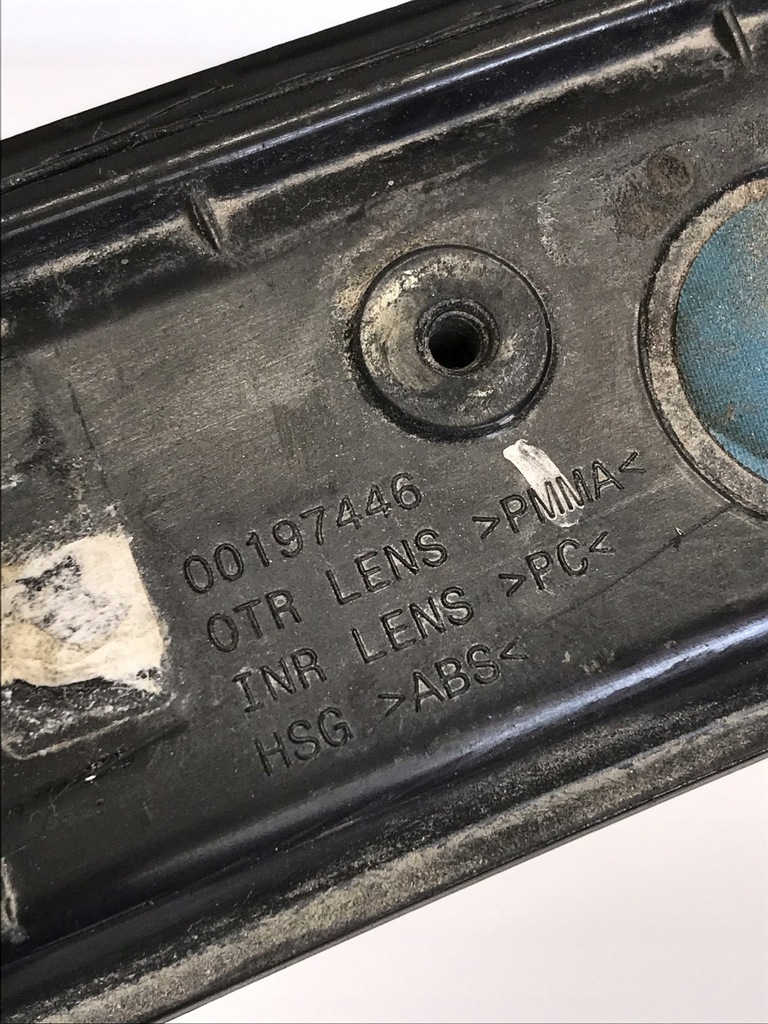 00197446
OTR LENS >PMMA<
INR LENS >PC<
HSG >ABS<